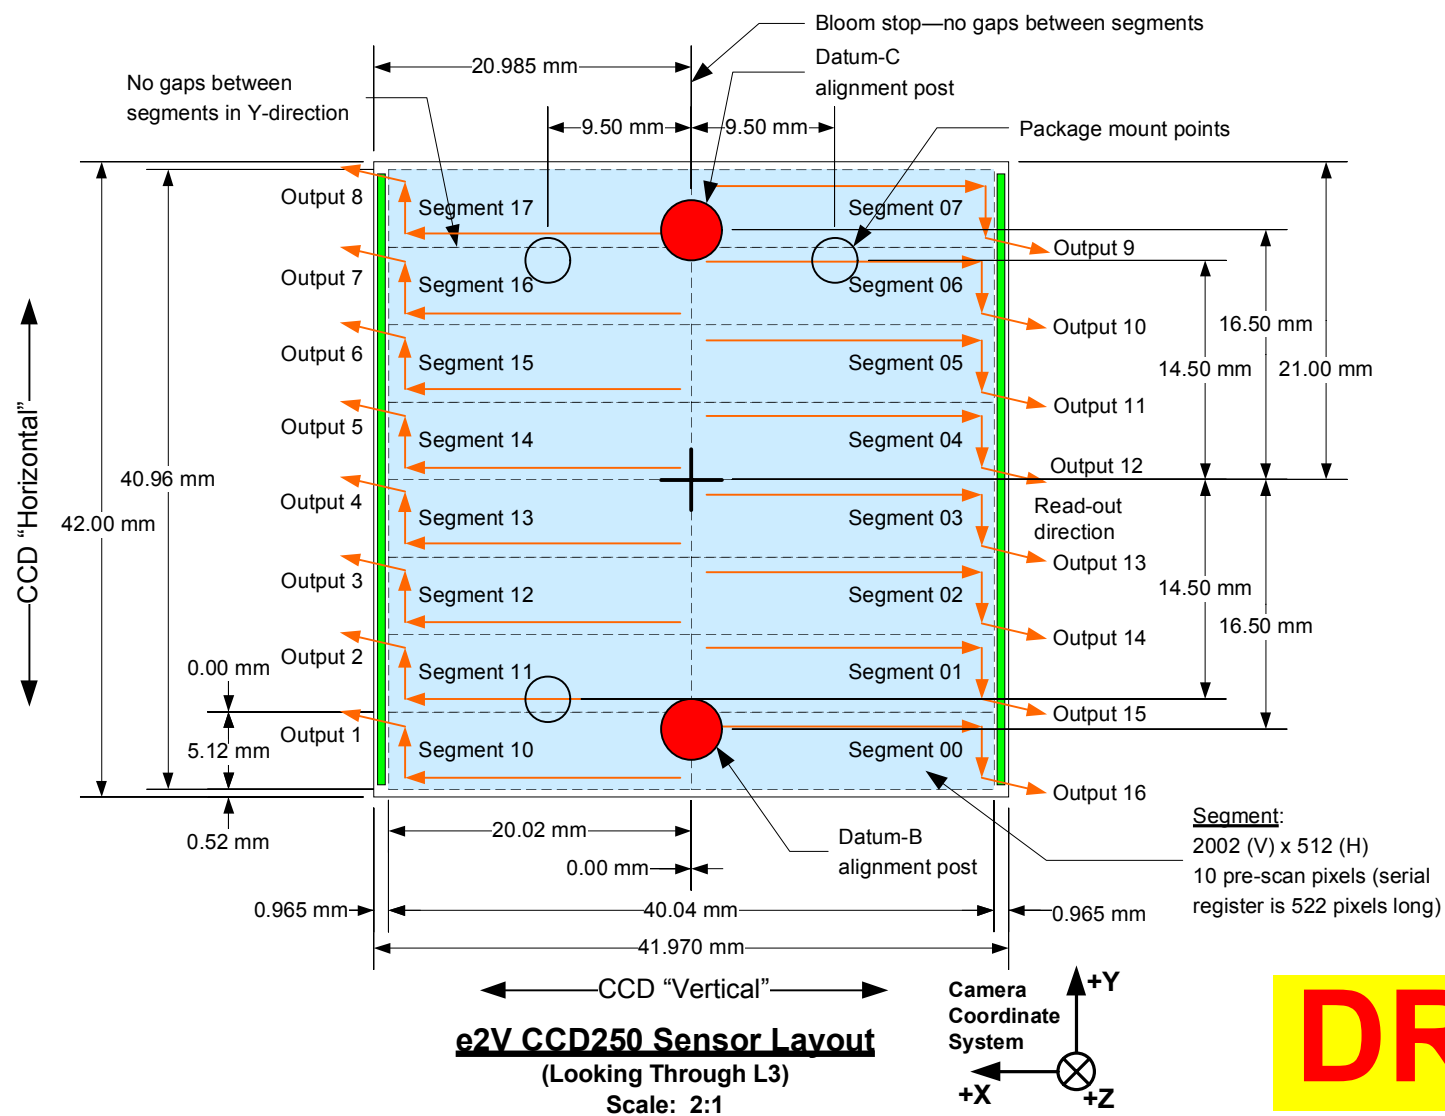 Bloom stop—no gaps between segments
20.985 mm
Datum-C
alignment post
No gaps between
segments in Y-direction
9.50 mm
9.50 mm
Package mount points
Output 8
Segment 17
Segment 07
Output 9
Output 7
Segment 16
Segment 06
Output 10
16.50 mm
Output 6
Segment 15
Segment 05
14.50 mm
21.00 mm
Output 11
Output 5
Segment 14
Segment 04
Output 12
CCD “Horizontal”
40.96 mm
42.00 mm
Output 4
Segment 13
Segment 03
Read-out
direction
Output 13
Output 3
Segment 12
Segment 02
14.50 mm
16.50 mm
Output 14
Output 2
Segment 11
Segment 01
0.00 mm
Output 15
Output 1
5.12 mm
Segment 10
Segment 00
Output 16
0.52 mm
20.02 mm
Datum-B
alignment post
0.00 mm
Segment:
2002 (V) x 512 (H)
10 pre-scan pixels (serial
register is 522 pixels long)
0.965 mm
40.04 mm
0.965 mm
41.970 mm
CCD “Vertical”
e2V CCD250 Sensor Layout
(Looking Through L3)
Scale: 2:1
Camera
Coordinate
System
+Y
+X
+Z
DR